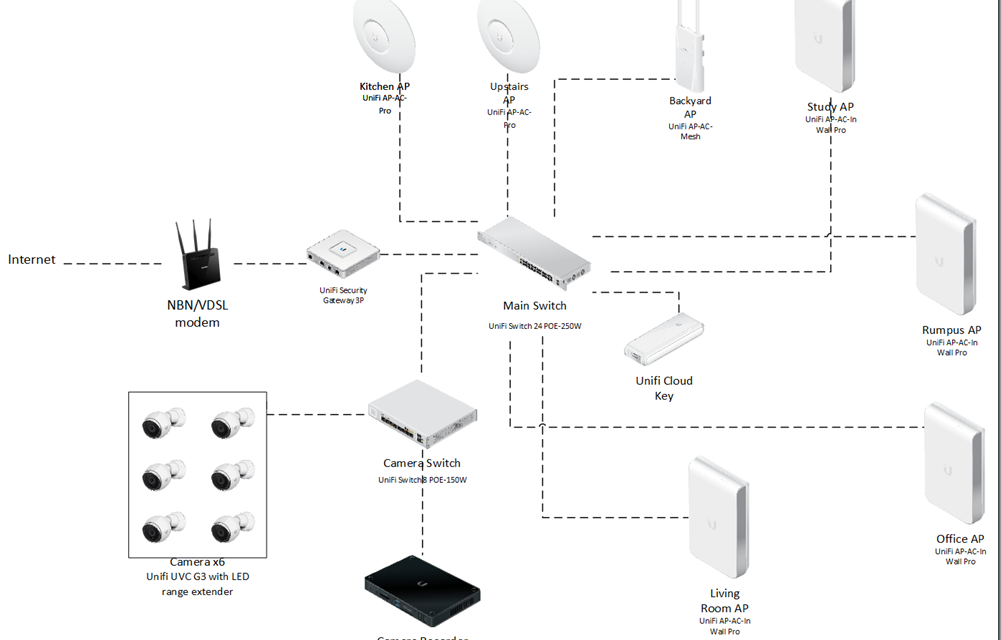 Kitchen AP
UniFi AP-AC-
Pro
Upstairs
AP
UniFi AP-AC-
Pro
Backyard
AP
UniFi AP-AC-
Mesh
Study AP
UniFi AP-AC-In
Wall Pro
Internet
NBN/VDSL
modem
UniFi Security
Gateway 3P
Main Switch
UniFi Switch 24 POE-250W
Rumpus AP
UniFi AP-AC-In
Wall Pro
Unifi Cloud
Key
Camera Switch
UniFi Switch 8 POE-150W
Office AP
UniFi AP-AC-In
Wall Pro
Camera x6
Unifi UVC G3 with LED
range extender
Living
Room AP
UniFi AP-AC-In
Wall Pro
Camera Recorder